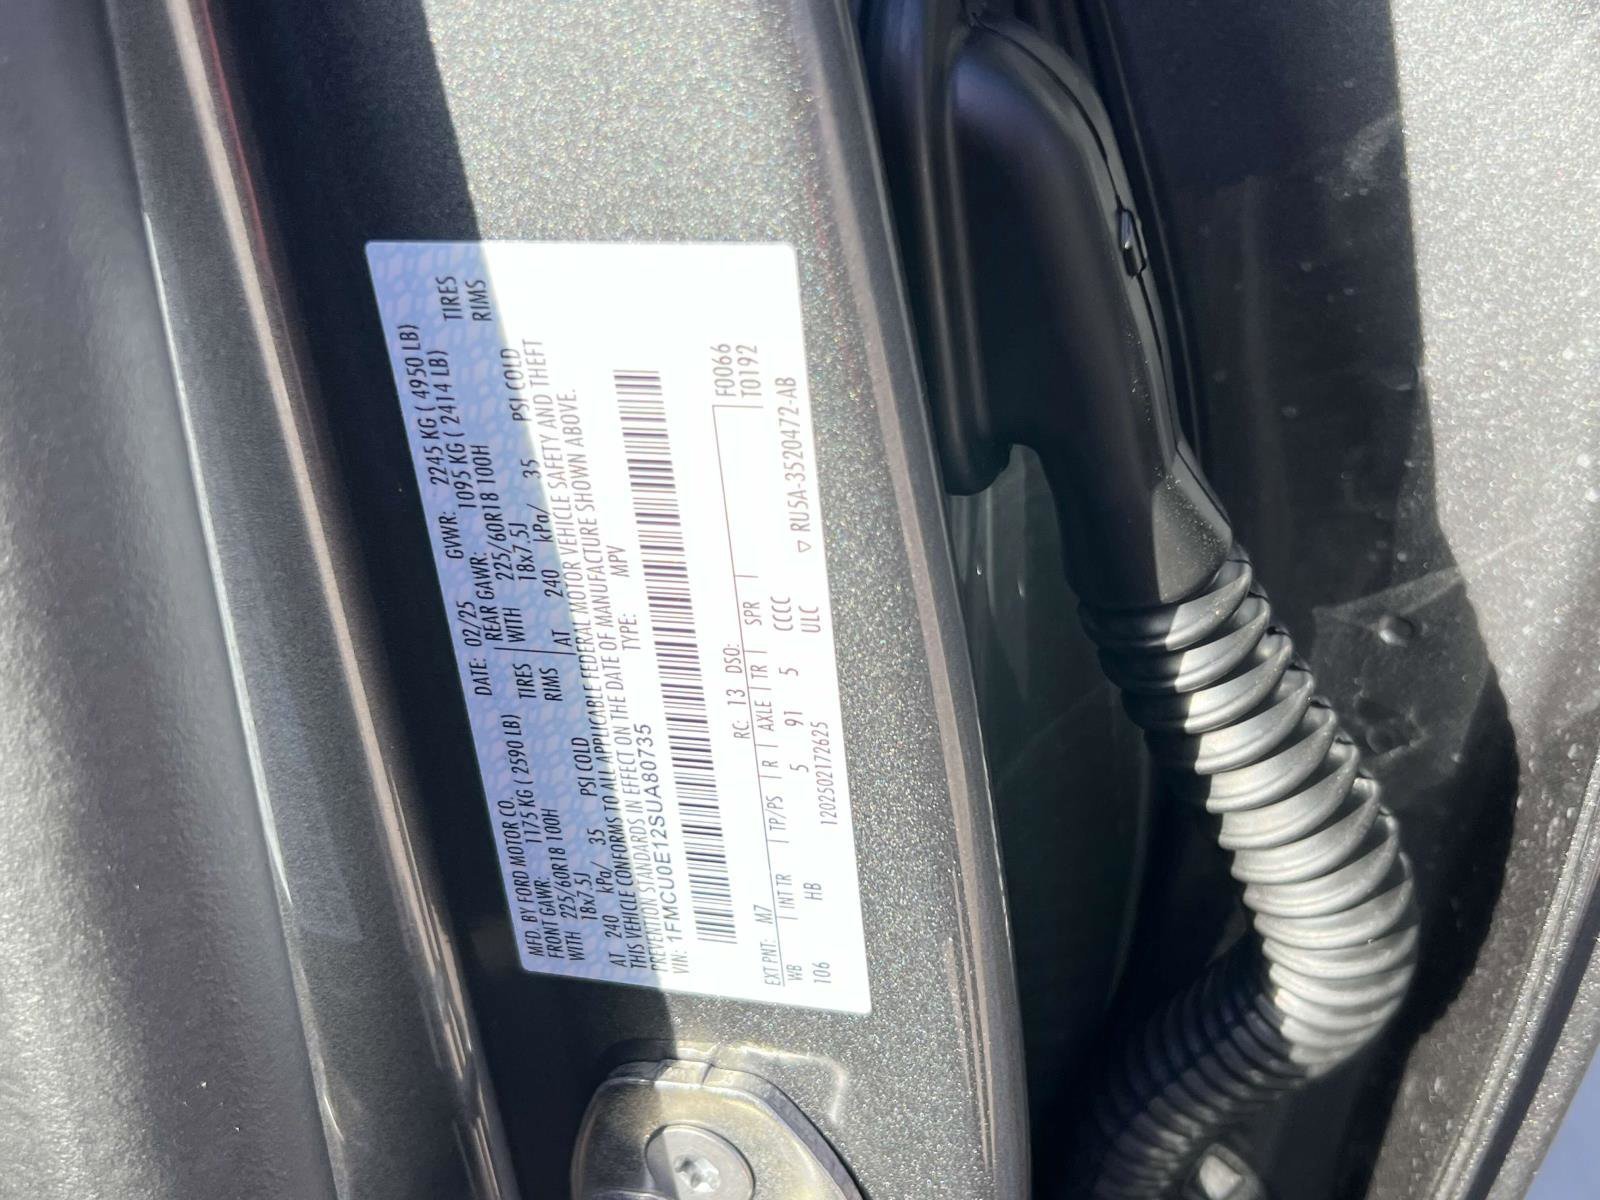 MFD. BY FORD MOTOR CO.
DATE: 02/25 GVWR: 2245 KG ( 4950 LB)
FRONT GAWR: 1175 KG ( 2590 LB) REAR GAWR: 1095 KG ( 2414 LB)
WITH 225/60R18 100H TIRES WITH 225/60R18 100H TIRES
18x7.5J RIMS 18x7.5J RIMS
AT 240 kPa/ 35 PSI COLD AT 240 kPa/ 35 PSI COLD
THIS VEHICLE CONFORMS TO ALL APPLICABLE FEDERAL MOTOR VEHICLE SAFETY AND THEFT
PREVENTION STANDARDS IN EFFECT ON THE DATE OF MANUFACTURE SHOWN ABOVE.
VIN: 1FMCU0E12SUA80735 TYPE: MPV
F0066
T0192
EXT PNT: M7 RC: 13 DSO:
WB INT TR TP/PS R AXLE TR SPR
106 HB 5 91 5 CCCC
1202502172625 ULC ▽ RU5A-3520472-AB